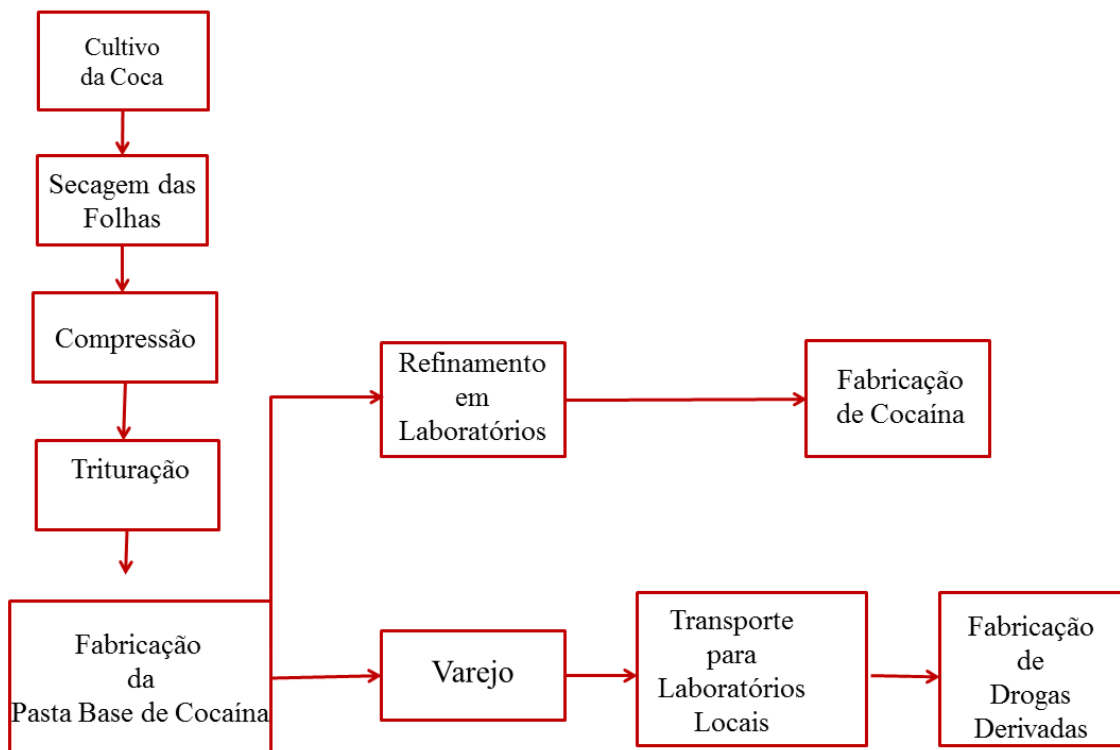 Cultivo
da Coca
Secagem das
Folhas
Compressão
Trituração
Fabricação
da
Pasta Base de Cocaína
Refinamento
em
Laboratórios
Fabricação
de Cocaína
Varejo
Transporte
para
Laboratórios
Locais
Fabricação
de
Drogas
Derivadas